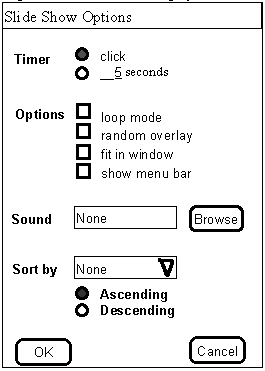 Slide Show Options
Timer click
__5 seconds
Options loop mode
random overlay
fit in window
show menu bar
Sound None Browse
Sort by None
Ascending
Descending
OK Cancel